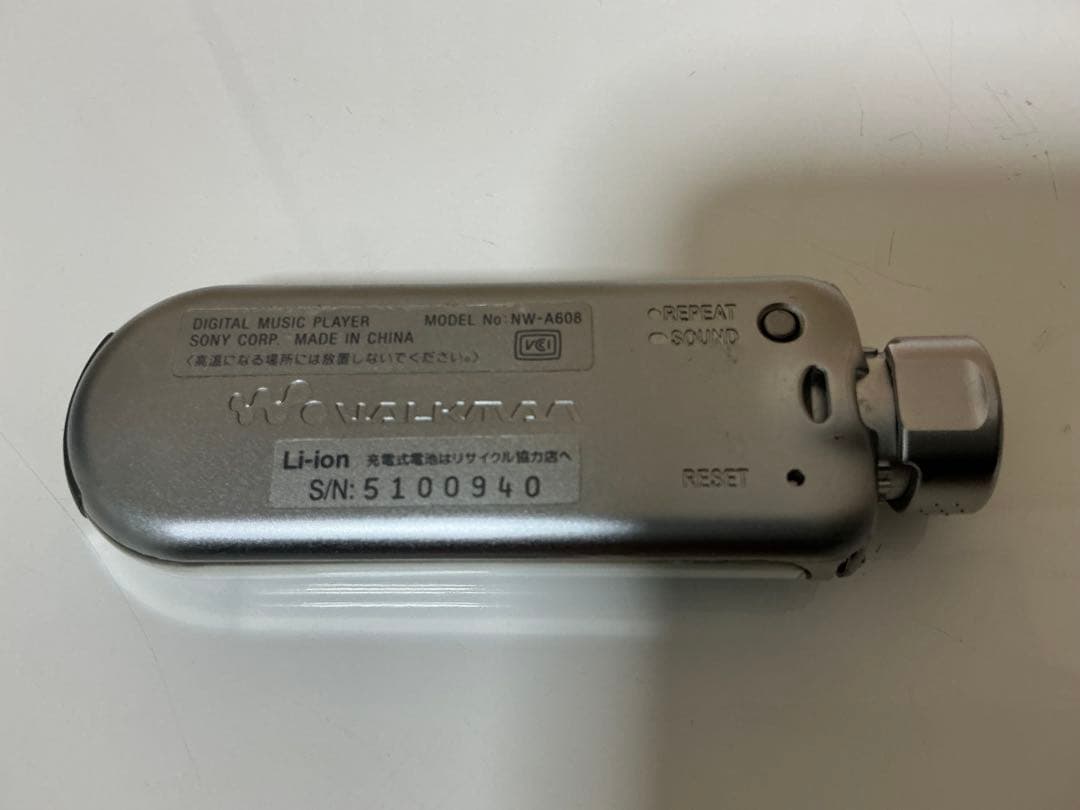 DIGITAL MUSIC PLAYER MODEL No: NW-A608
SONY CORP. MADE IN CHINA
〈高温になる場所には放置しないでください。〉
VCI
WALKMAN
Li-ion 充電式電池はリサイクル協力店へ
S/N: 5100940
REPEAT
SOUND
RESET